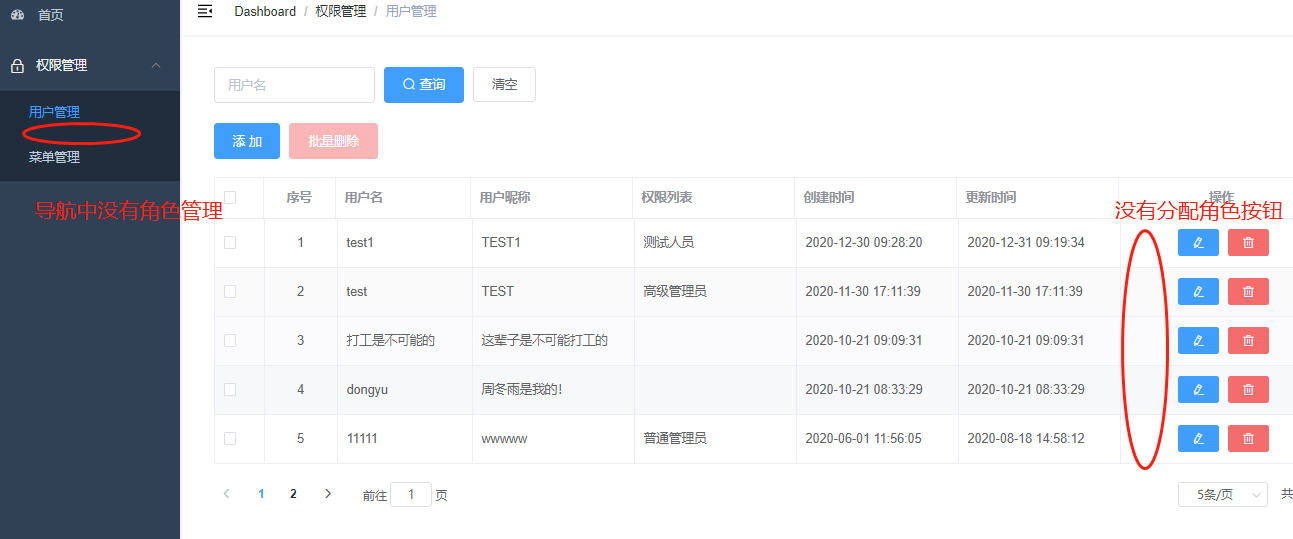 首页
Dashboard / 权限管理 / 用户管理
权限管理
用户名 查询 清空
用户管理
添 加 批量删除
菜单管理
导航中没有角色管理
没有分配角色按钮
序号 用户名 用户昵称 权限列表 创建时间 更新时间 操作
1 test1 TEST1 测试人员 2020-12-30 09:28:20 2020-12-31 09:19:34
2 test TEST 高级管理员 2020-11-30 17:11:39 2020-11-30 17:11:39
3 打工是不可能的 这辈子是不可能打工的 2020-10-21 09:09:31 2020-10-21 09:09:31
4 dongyu 周冬雨是我的! 2020-10-21 08:33:29 2020-10-21 08:33:29
5 11111 wwwww 普通管理员 2020-06-01 11:56:05 2020-08-18 14:58:12
1 2 前往 1 页 5条/页 共